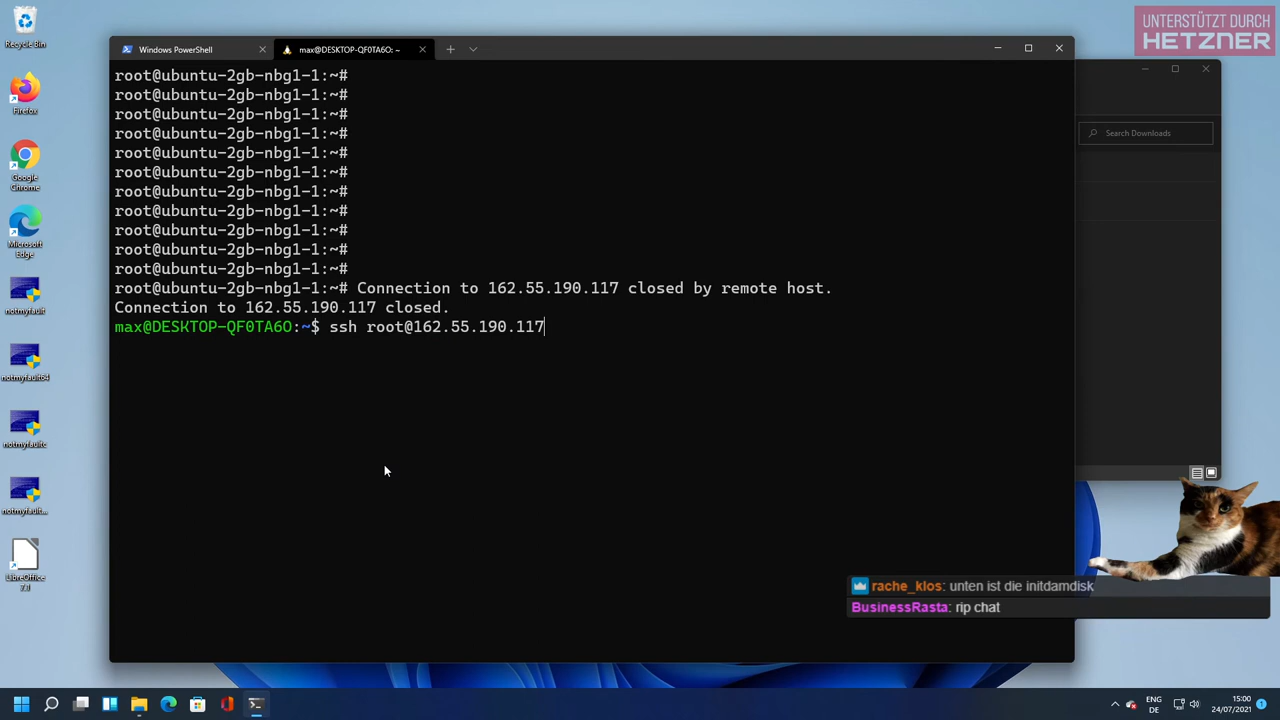 Recycle Bin
Firefox
Google
Chrome
Microsoft
Edge
notmyfault
notmyfault64
notmyfaultc
notmyfault...
LibreOffice
7.1
Windows PowerShell
max@DESKTOP-QF0TA6O: ~
root@ubuntu-2gb-nbg1-1:~#
root@ubuntu-2gb-nbg1-1:~#
root@ubuntu-2gb-nbg1-1:~#
root@ubuntu-2gb-nbg1-1:~#
root@ubuntu-2gb-nbg1-1:~#
root@ubuntu-2gb-nbg1-1:~#
root@ubuntu-2gb-nbg1-1:~#
root@ubuntu-2gb-nbg1-1:~#
root@ubuntu-2gb-nbg1-1:~#
root@ubuntu-2gb-nbg1-1:~#
root@ubuntu-2gb-nbg1-1:~#
root@ubuntu-2gb-nbg1-1:~# Connection to 162.55.190.117 closed by remote host.
Connection to 162.55.190.117 closed.
max@DESKTOP-QF0TA6O:~$ ssh root@162.55.190.117
UNTERSTÜTZT DURCH
HETZNER
Search Downloads
rache_klos: unten ist die initdamdisk
BusinessRasta: rip chat
ENG
DE
15:00
24/07/2021
1